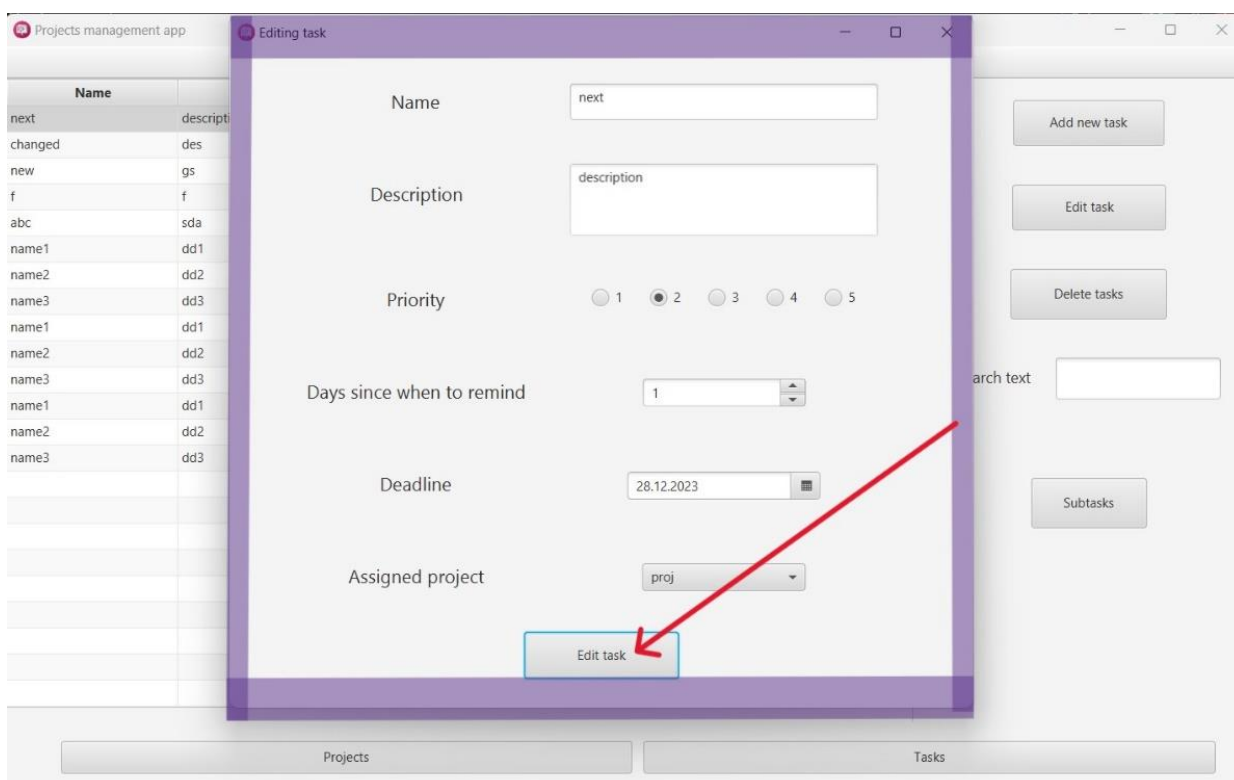 Projects management app
Editing task
Name
next description
changed des
new gs
f f
abc sda
name1 dd1
name2 dd2
name3 dd3
name1 dd1
name2 dd2
name3 dd3
name1 dd1
name2 dd2
name3 dd3
Name next
Description description
Priority 1 2 3 4 5
Days since when to remind 1
Deadline 28.12.2023
Assigned project proj
Edit task
Add new task
Edit task
Delete tasks
arch text
Subtasks
Projects Tasks